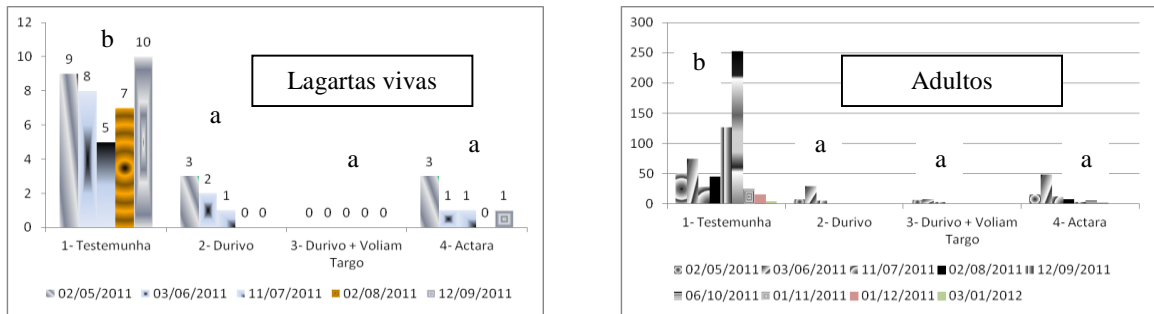 12
10
8
6
4
2
0
9
8
5
7
10
b
Lagartas vivas
3
2
1
0
0
a
0
0
0
0
0
a
3
1
1
0
1
a
1- Testemunha
2- Durivo
3- Durivo + Voliam Targo
4- Actara
02/05/2011 03/06/2011 11/07/2011 02/08/2011 12/09/2011
300
250
200
150
100
50
0
b
Adultos
a
a
a
1- Testemunha
2- Durivo
3- Durivo + Voliam Targo
4- Actara
02/05/2011 03/06/2011 11/07/2011 02/08/2011 12/09/2011
06/10/2011 01/11/2011 01/12/2011 03/01/2012